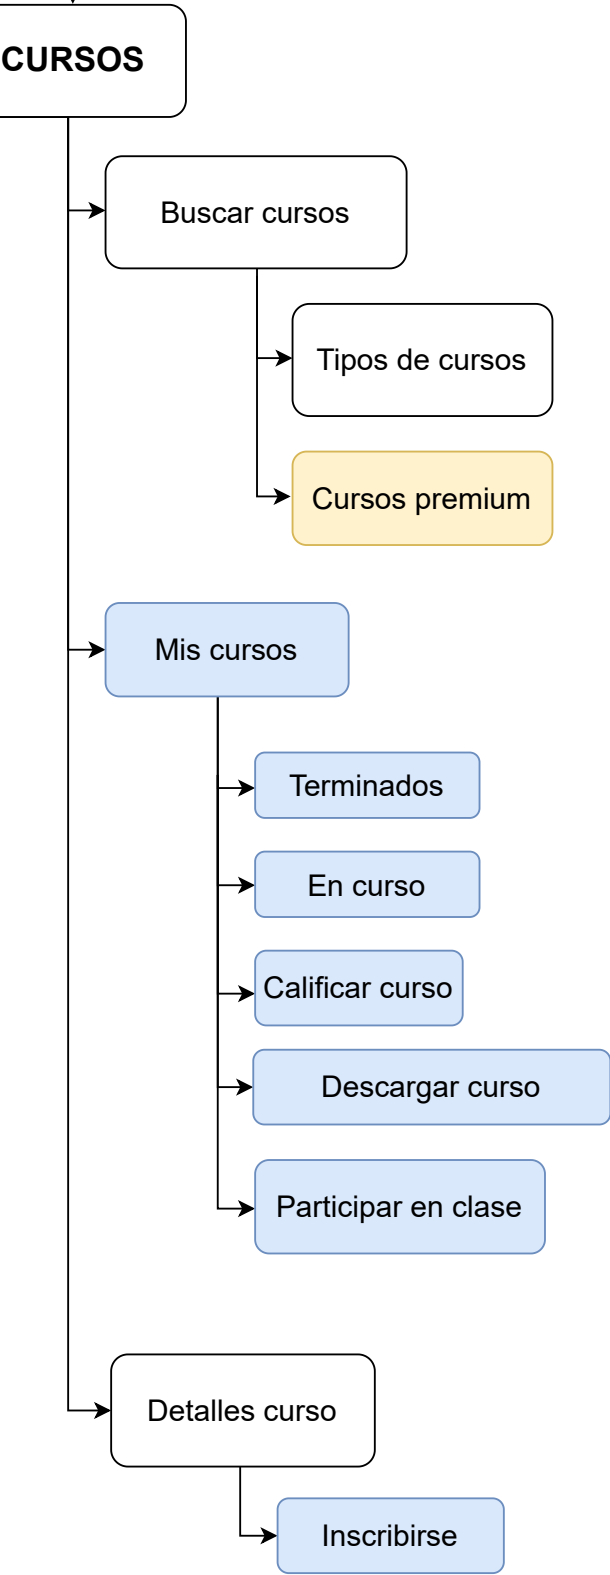 CURSOS
Buscar cursos
Tipos de cursos
Cursos premium
Mis cursos
Terminados
En curso
Calificar curso
Descargar curso
Participar en clase
Detalles curso
Inscribirse